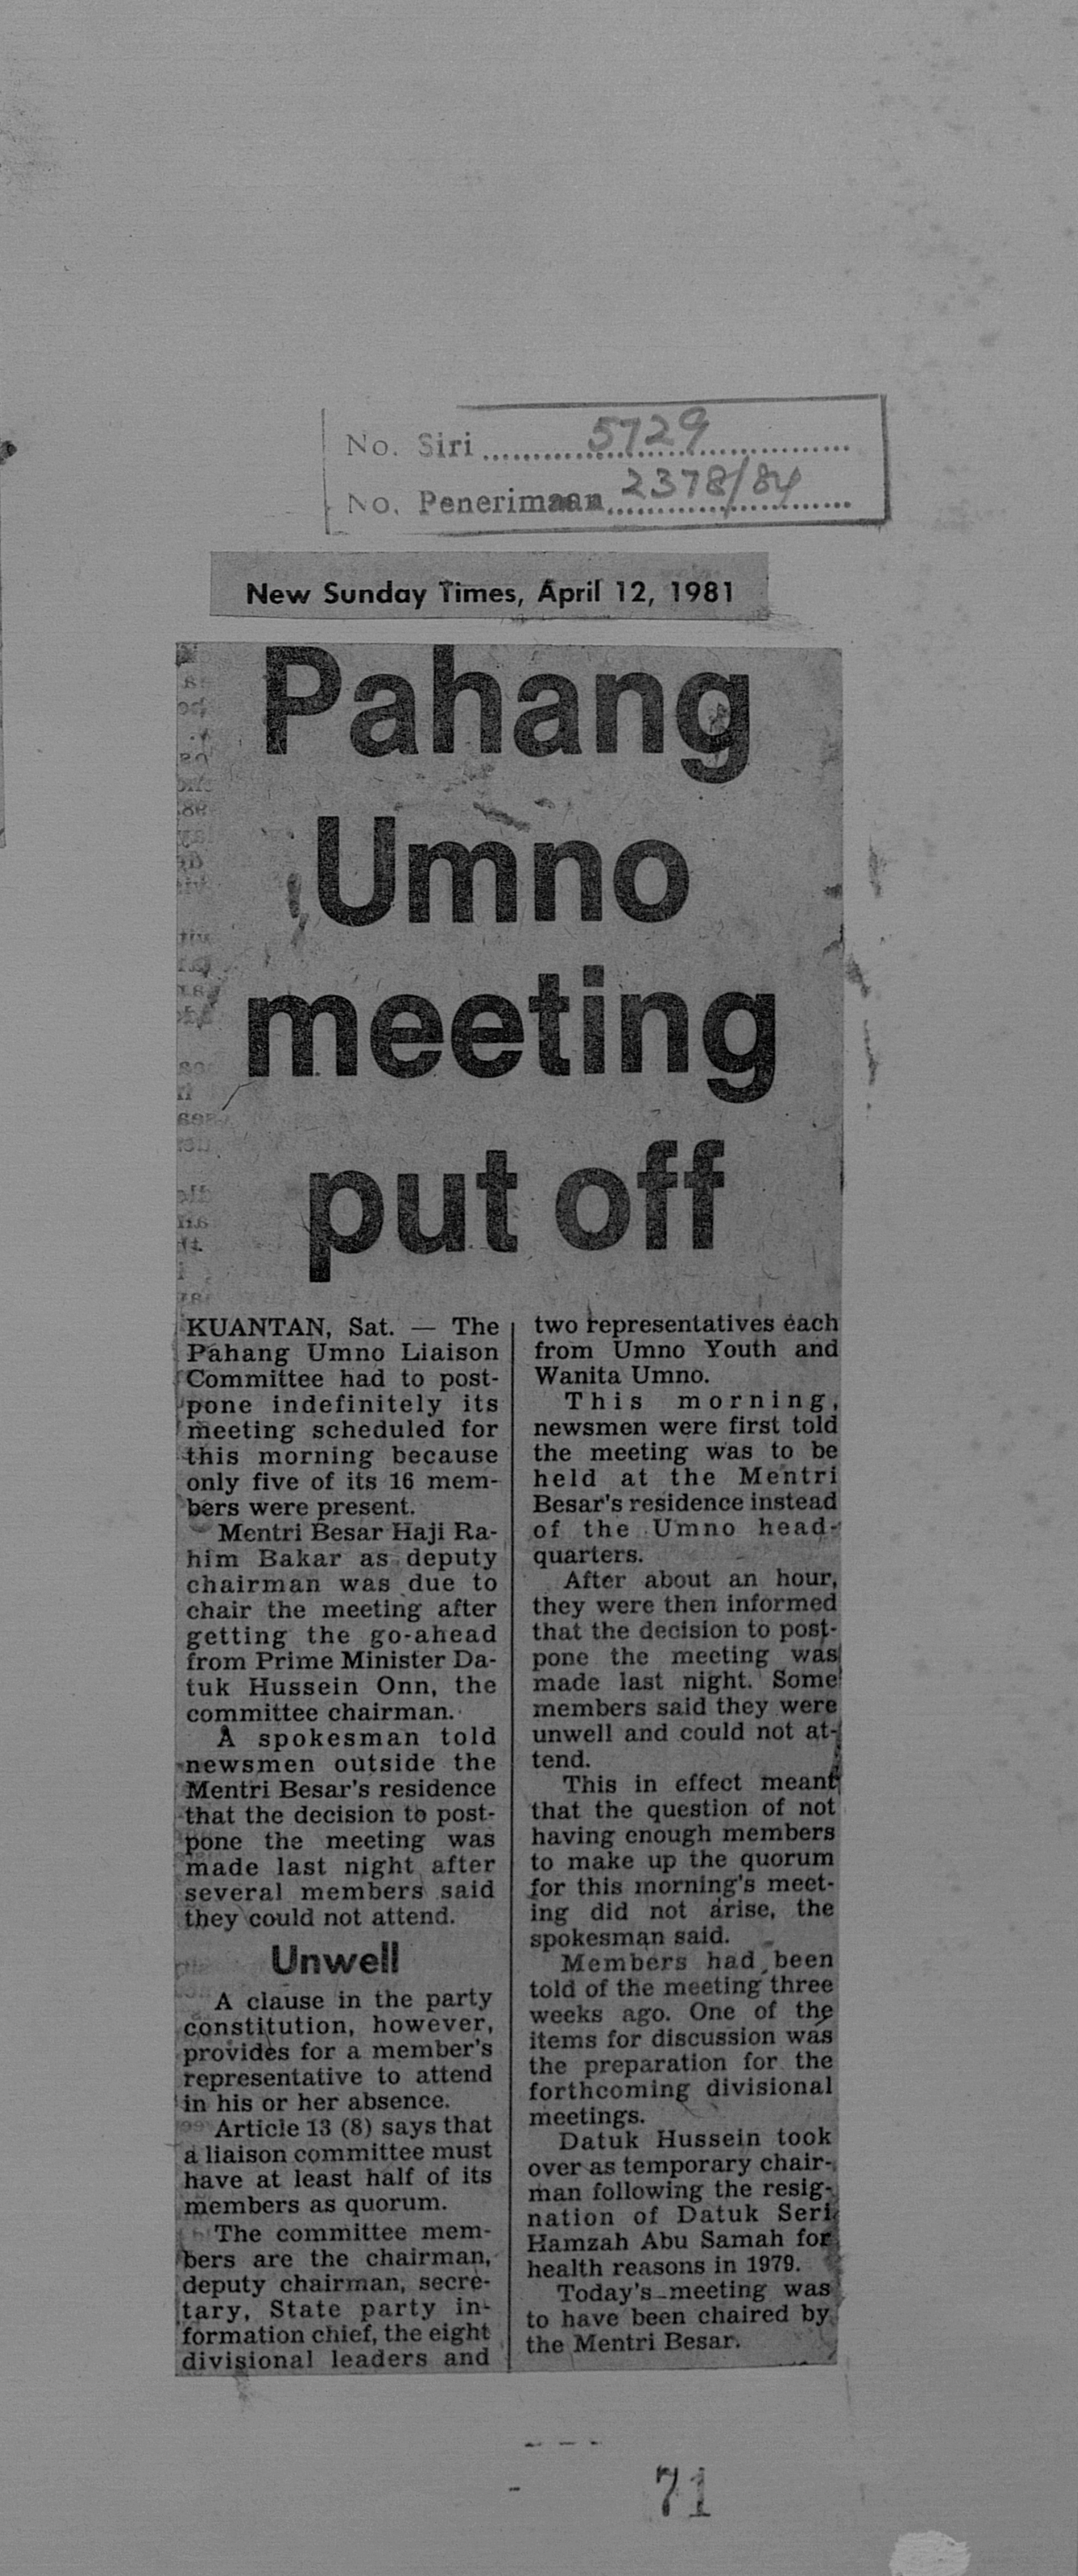 No. Siri 5729
No. Penerimaan 2378/84
New Sunday Times, April 12, 1981
Pahang
Umno
meeting
put off
KUANTAN, Sat. — The
Pahang Umno Liaison
Committee had to post-
pone indefinitely its
meeting scheduled for
this morning because
only five of its 16 mem-
bers were present.
Mentri Besar Haji Ra-
him Bakar as deputy
chairman was due to
chair the meeting after
getting the go-ahead
from Prime Minister Da-
tuk Hussein Onn, the
committee chairman.
A spokesman told
newsmen outside the
Mentri Besar's residence
that the decision to post-
pone the meeting was
made last night after
several members said
they could not attend.
Unwell
A clause in the party
constitution, however,
provides for a member's
representative to attend
in his or her absence.
Article 13 (8) says that
a liaison committee must
have at least half of its
members as quorum.
The committee mem-
bers are the chairman,
deputy chairman, secre-
tary, State party in-
formation chief, the eight
divisional leaders and
two representatives each
from Umno Youth and
Wanita Umno.
This morning,
newsmen were first told
the meeting was to be
held at the Mentri
Besar's residence instead
of the Umno head-
quarters.
After about an hour,
they were then informed
that the decision to post-
pone the meeting was
made last night. Some
members said they were
unwell and could not at-
tend.
This in effect meant
that the question of not
having enough members
to make up the quorum
for this morning's meet-
ing did not arise, the
spokesman said.
Members had been
told of the meeting three
weeks ago. One of the
items for discussion was
the preparation for the
forthcoming divisional
meetings.
Datuk Hussein took
over as temporary chair-
man following the resig-
nation of Datuk Seri
Hamzah Abu Samah for
health reasons in 1979.
Today's meeting was
to have been chaired by
the Mentri Besar.
71